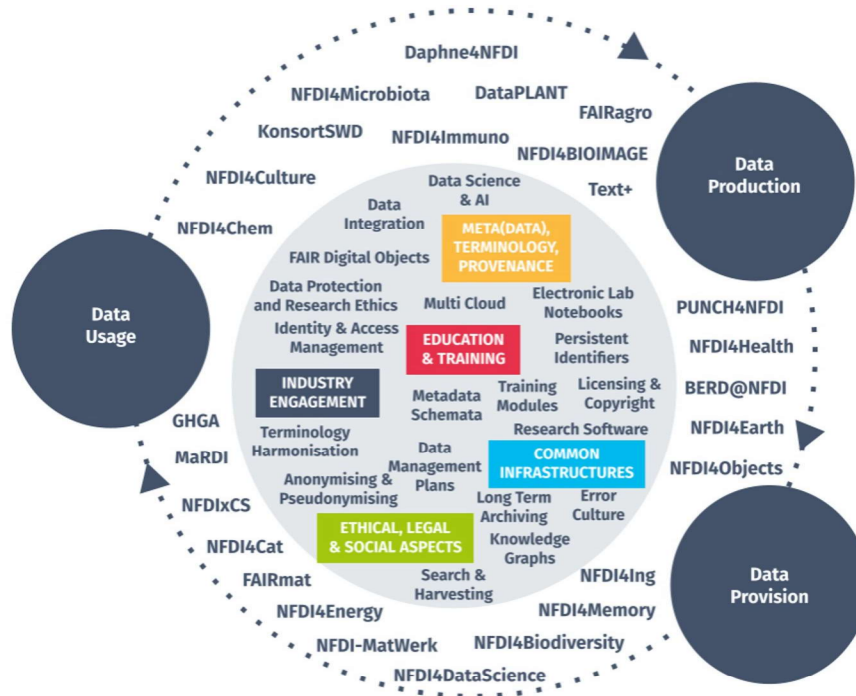 Daphne4NFDI
NFDI4Microbiota
DataPLANT
FAIRagro
KonsortSWD
NFDI4Immuno
NFDI4BIOIMAGE
NFDI4Culture
Text+
NFDI4Chem
Data
Production
Data
Usage
Data Science
& AI
Data
Integration
META(DATA),
TERMINOLOGY,
PROVENANCE
FAIR Digital Objects
Data Protection
and Research Ethics
Multi Cloud
Electronic Lab
Notebooks
Identity & Access
Management
EDUCATION
& TRAINING
Persistent
Identifiers
INDUSTRY
ENGAGEMENT
Metadata
Schemata
Training
Modules
Licensing &
Copyright
Research Software
Terminology
Harmonisation
Data
Management
Plans
COMMON
INFRASTRUCTURES
Anonymising &
Pseudonymising
Long Term
Archiving
Error
Culture
ETHICAL, LEGAL
& SOCIAL ASPECTS
Knowledge
Graphs
Search &
Harvesting
PUNCH4NFDI
NFDI4Health
BERD@NFDI
NFDI4Earth
NFDI4Objects
Data
Provision
GHGA
MaRDI
NFDIxCS
NFDI4Cat
FAIRmat
NFDI4Energy
NFDI-MatWerk
NFDI4DataScience
NFDI4Biodiversity
NFDI4Memory
NFDI4Ing